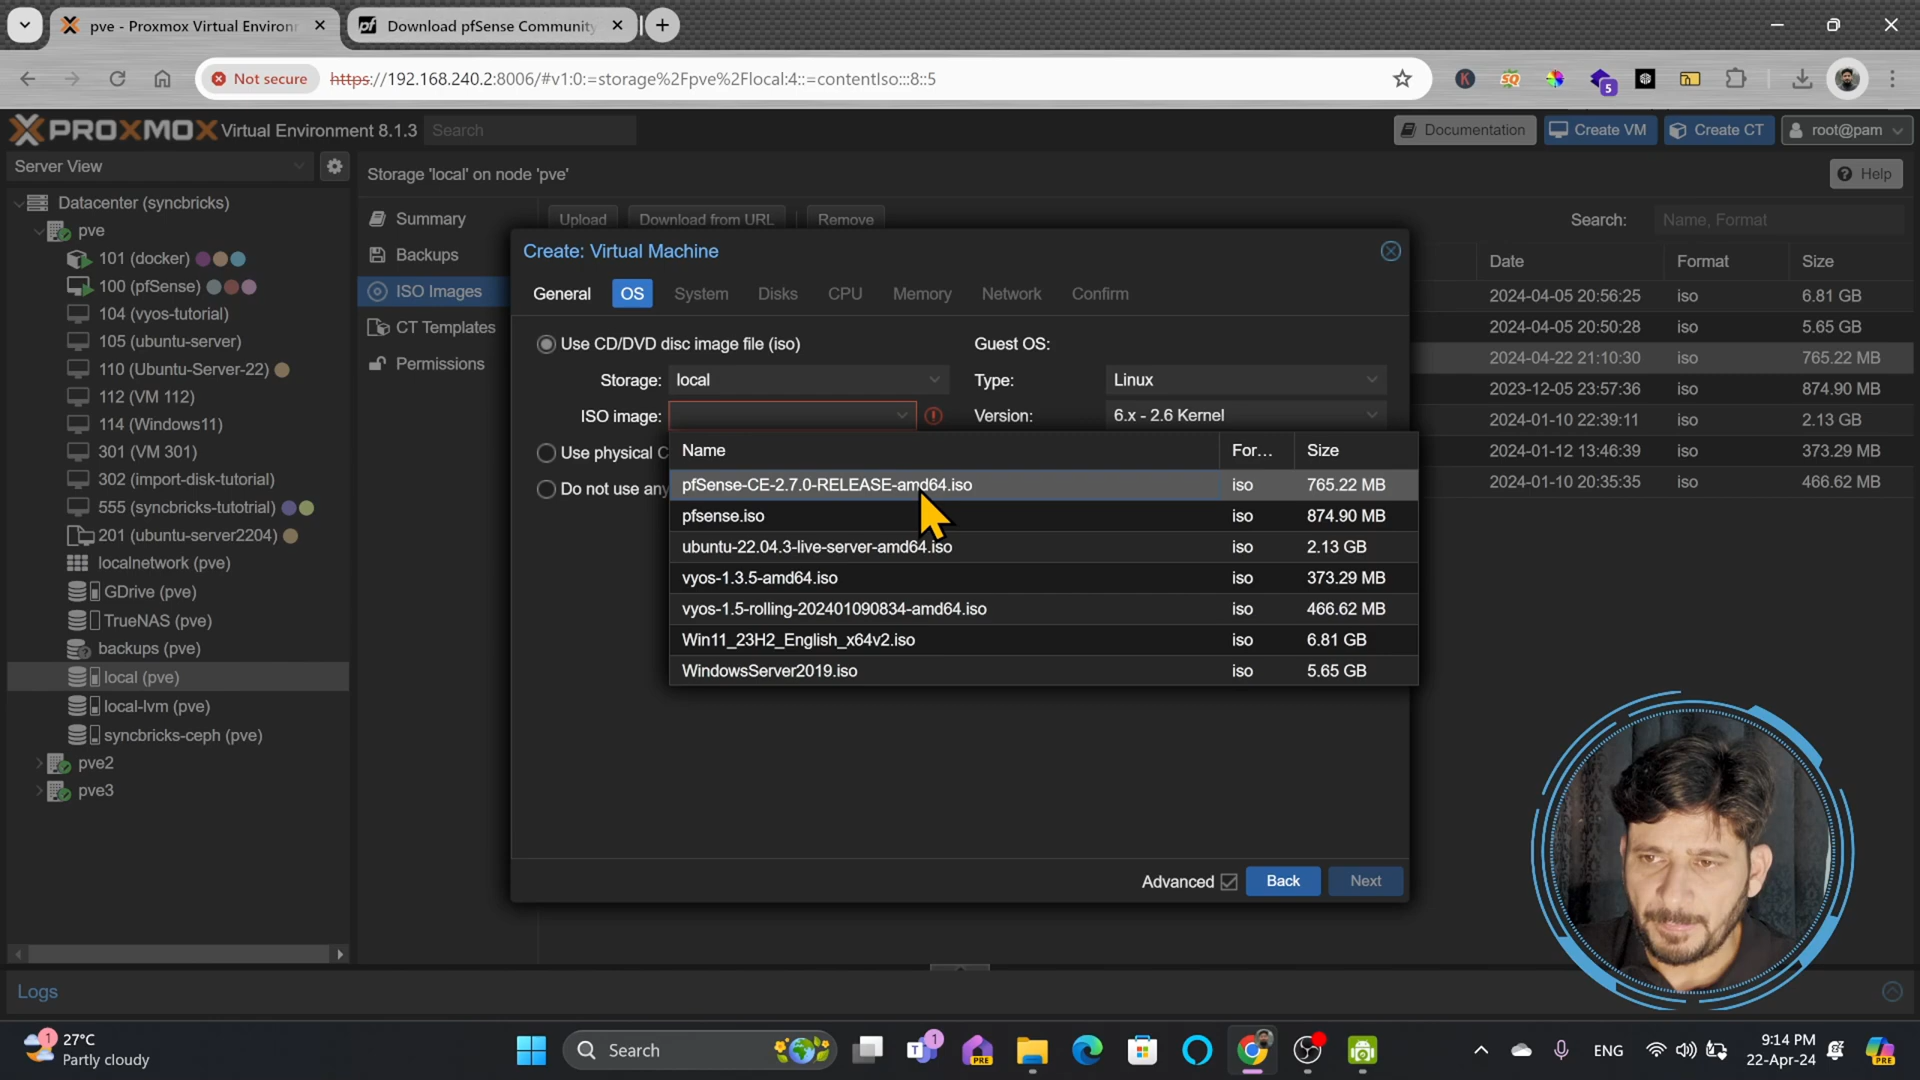 pve - Proxmox Virtual Environ
Download pfSense Community
Not secure
https://192.168.240.2:8006/#v1:0:=storage%2Fpve%2Flocal:4::=contentIso:::8::5
K
SQ
5
PROXMOX Virtual Environment 8.1.3
Search
Documentation
Create VM
Create CT
root@pam
Server View
Storage 'local' on node 'pve'
Help
Datacenter (syncbricks)
pve
101 (docker)
100 (pfSense)
104 (vyos-tutorial)
105 (ubuntu-server)
110 (Ubuntu-Server-22)
112 (VM 112)
114 (Windows11)
301 (VM 301)
302 (import-disk-tutorial)
555 (syncbricks-tutotrial)
201 (ubuntu-server2204)
localnetwork (pve)
GDrive (pve)
TrueNAS (pve)
backups (pve)
local (pve)
local-lvm (pve)
syncbricks-ceph (pve)
pve2
pve3
Summary
Backups
ISO Images
CT Templates
Permissions
Upload
Download from URL
Remove
Search:
Name, Format
Date
Format
Size
2024-04-05 20:56:25 iso 6.81 GB
2024-04-05 20:50:28 iso 5.65 GB
2024-04-22 21:10:30 iso 765.22 MB
2023-12-05 23:57:36 iso 874.90 MB
2024-01-10 22:39:11 iso 2.13 GB
2024-01-12 13:46:39 iso 373.29 MB
2024-01-10 20:35:35 iso 466.62 MB
Create: Virtual Machine
General OS System Disks CPU Memory Network Confirm
Use CD/DVD disc image file (iso)
Guest OS:
Storage: local
Type: Linux
ISO image:
Version: 6.x - 2.6 Kernel
Use physical C
Do not use any
Name For... Size
pfSense-CE-2.7.0-RELEASE-amd64.iso iso 765.22 MB
pfsense.iso iso 874.90 MB
ubuntu-22.04.3-live-server-amd64.iso iso 2.13 GB
vyos-1.3.5-amd64.iso iso 373.29 MB
vyos-1.5-rolling-202401090834-amd64.iso iso 466.62 MB
Win11_23H2_English_x64v2.iso iso 6.81 GB
WindowsServer2019.iso iso 5.65 GB
Advanced
Back
Next
Logs
1
27°C
Partly cloudy
Search
1
PRE
ENG
9:14 PM
22-Apr-24
PRE